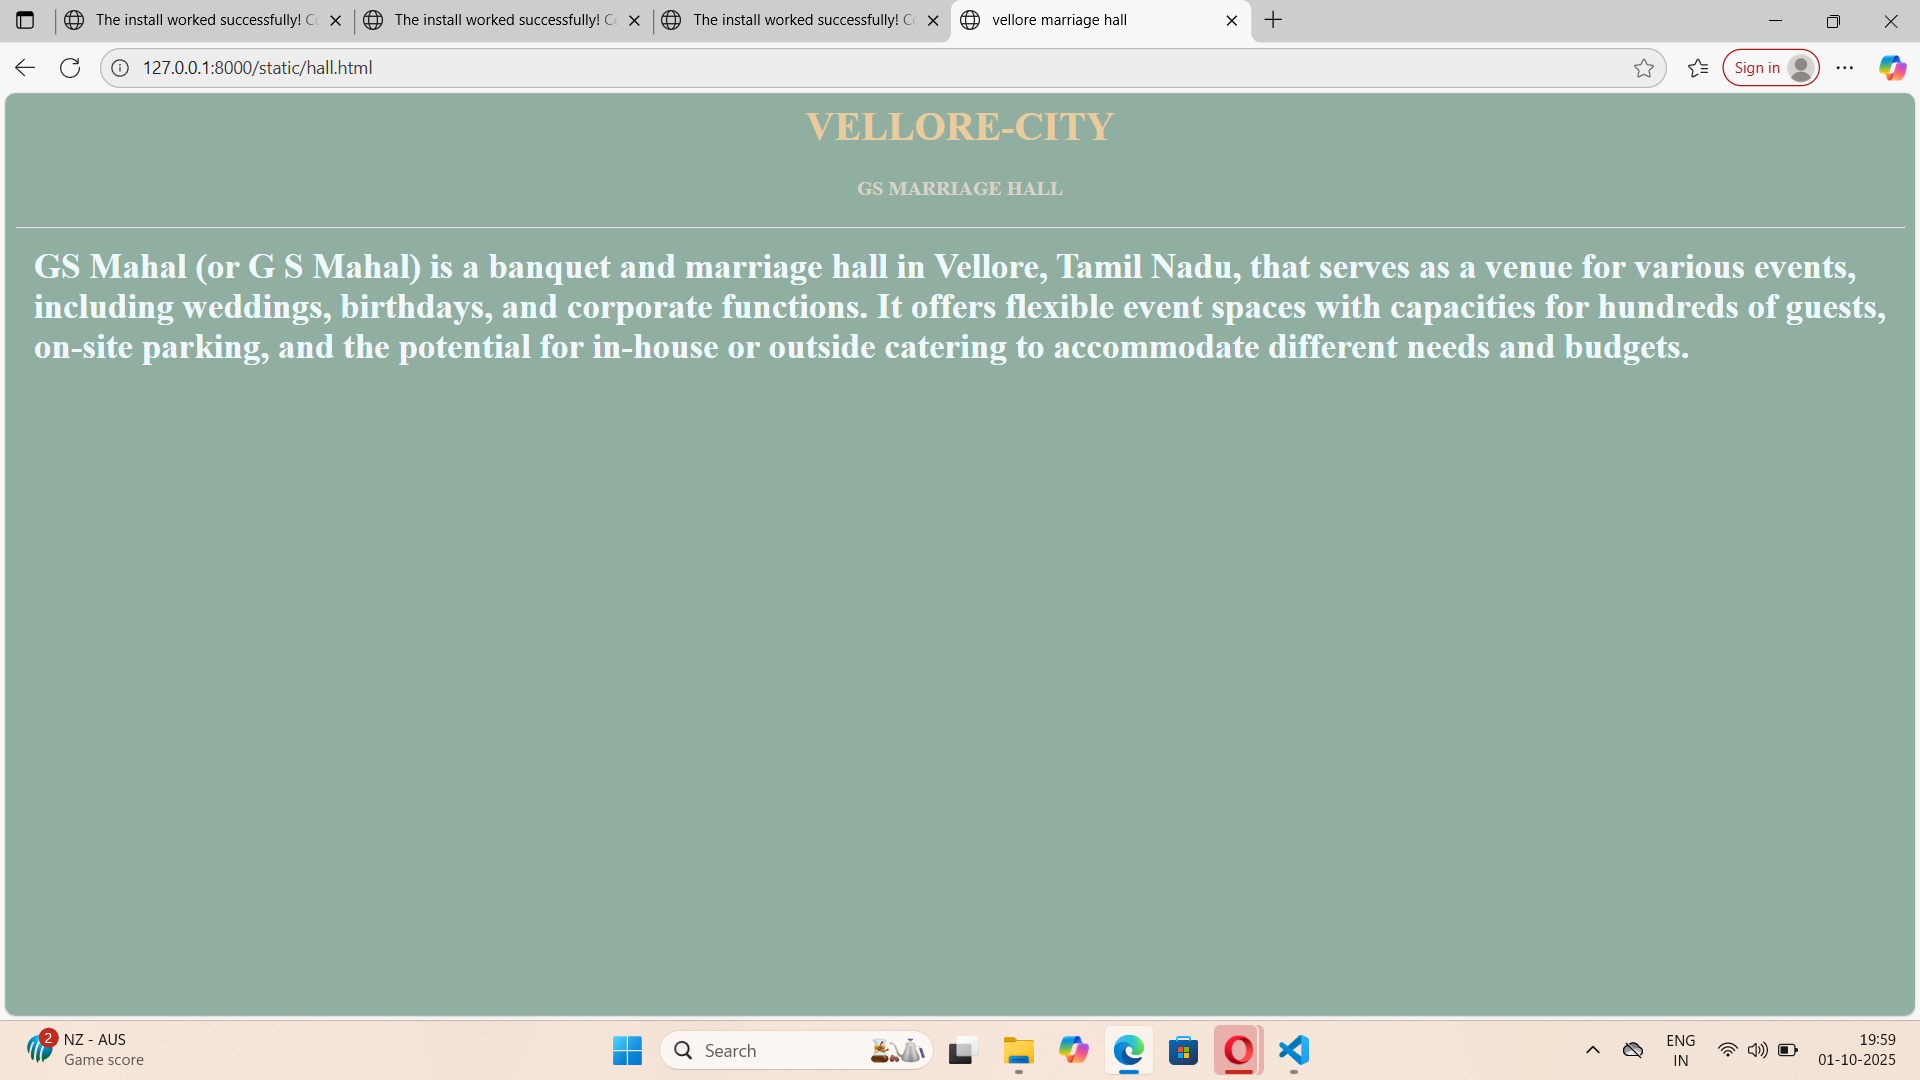 The install worked successfully! Co
The install worked successfully! Co
The install worked successfully! Co
vellore marriage hall
127.0.0.1:8000/static/hall.html
Sign in
VELLORE-CITY
GS MARRIAGE HALL
GS Mahal (or G S Mahal) is a banquet and marriage hall in Vellore, Tamil Nadu, that serves as a venue for various events,
including weddings, birthdays, and corporate functions. It offers flexible event spaces with capacities for hundreds of guests,
on-site parking, and the potential for in-house or outside catering to accommodate different needs and budgets.
2
NZ - AUS
Game score
Search
ENG
IN
19:59
01-10-2025